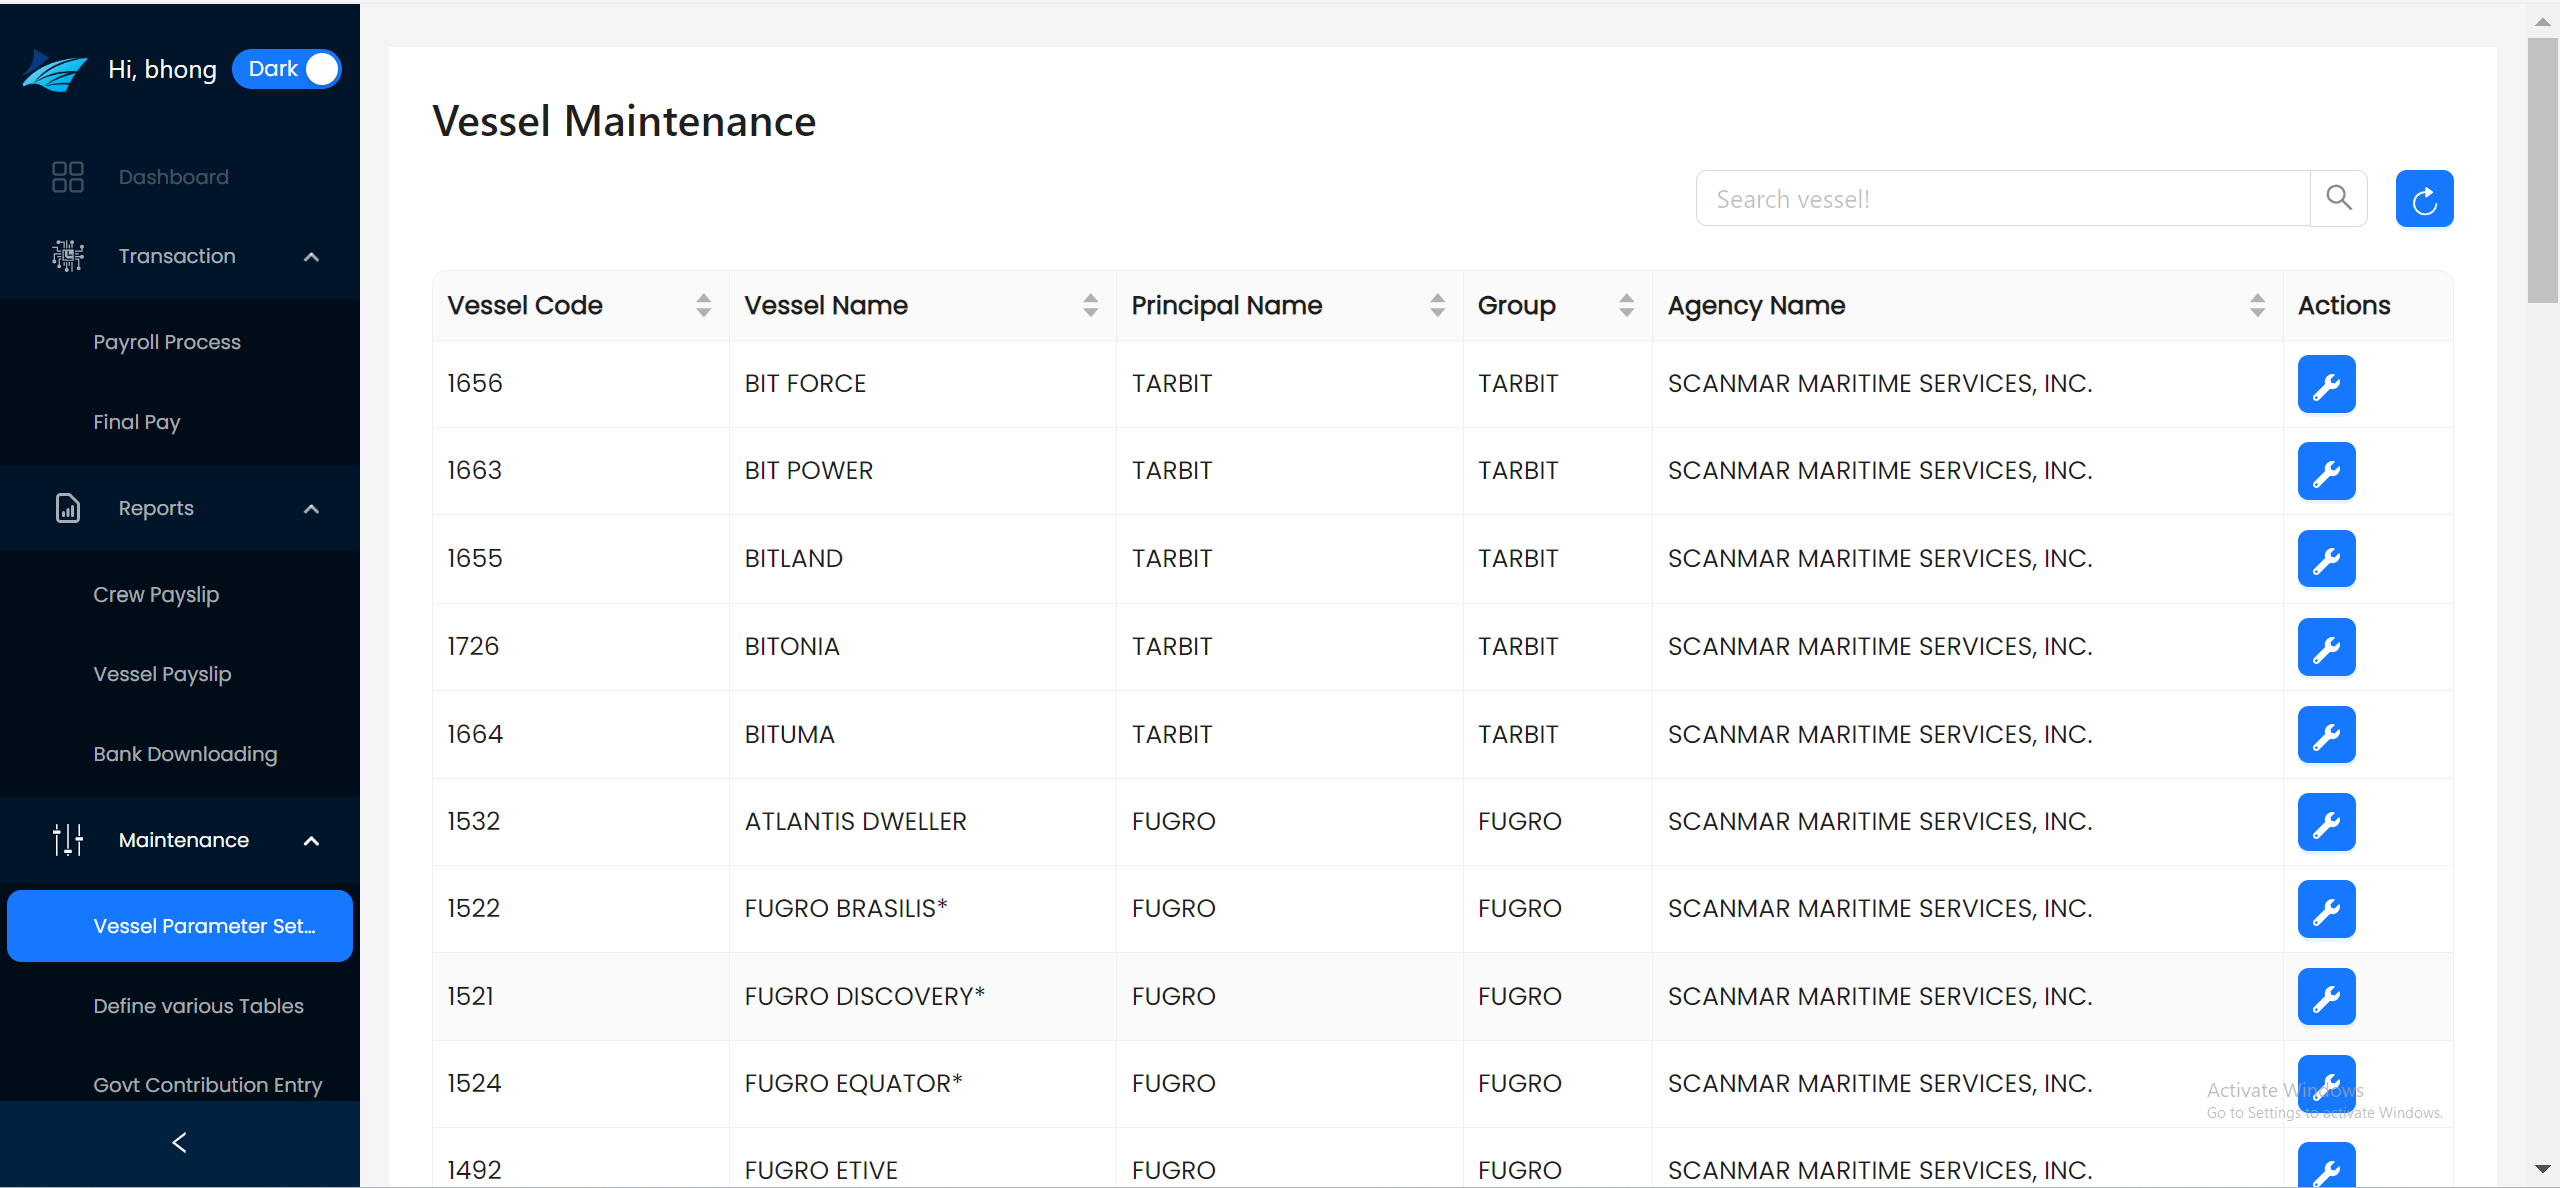 Hi, bhong
Dark
Dashboard
Transaction
Payroll Process
Final Pay
Reports
Crew Payslip
Vessel Payslip
Bank Downloading
Maintenance
Vessel Parameter Set...
Define various Tables
Govt Contribution Entry
Vessel Maintenance
Search vessel!
Vessel Code Vessel Name Principal Name Group Agency Name Actions
1656 BIT FORCE TARBIT TARBIT SCANMAR MARITIME SERVICES, INC.
1663 BIT POWER TARBIT TARBIT SCANMAR MARITIME SERVICES, INC.
1655 BITLAND TARBIT TARBIT SCANMAR MARITIME SERVICES, INC.
1726 BITONIA TARBIT TARBIT SCANMAR MARITIME SERVICES, INC.
1664 BITUMA TARBIT TARBIT SCANMAR MARITIME SERVICES, INC.
1532 ATLANTIS DWELLER FUGRO FUGRO SCANMAR MARITIME SERVICES, INC.
1522 FUGRO BRASILIS* FUGRO FUGRO SCANMAR MARITIME SERVICES, INC.
1521 FUGRO DISCOVERY* FUGRO FUGRO SCANMAR MARITIME SERVICES, INC.
1524 FUGRO EQUATOR* FUGRO FUGRO SCANMAR MARITIME SERVICES, INC.
1492 FUGRO ETIVE FUGRO FUGRO SCANMAR MARITIME SERVICES, INC.
Activate Windows
Go to Settings to activate Windows.